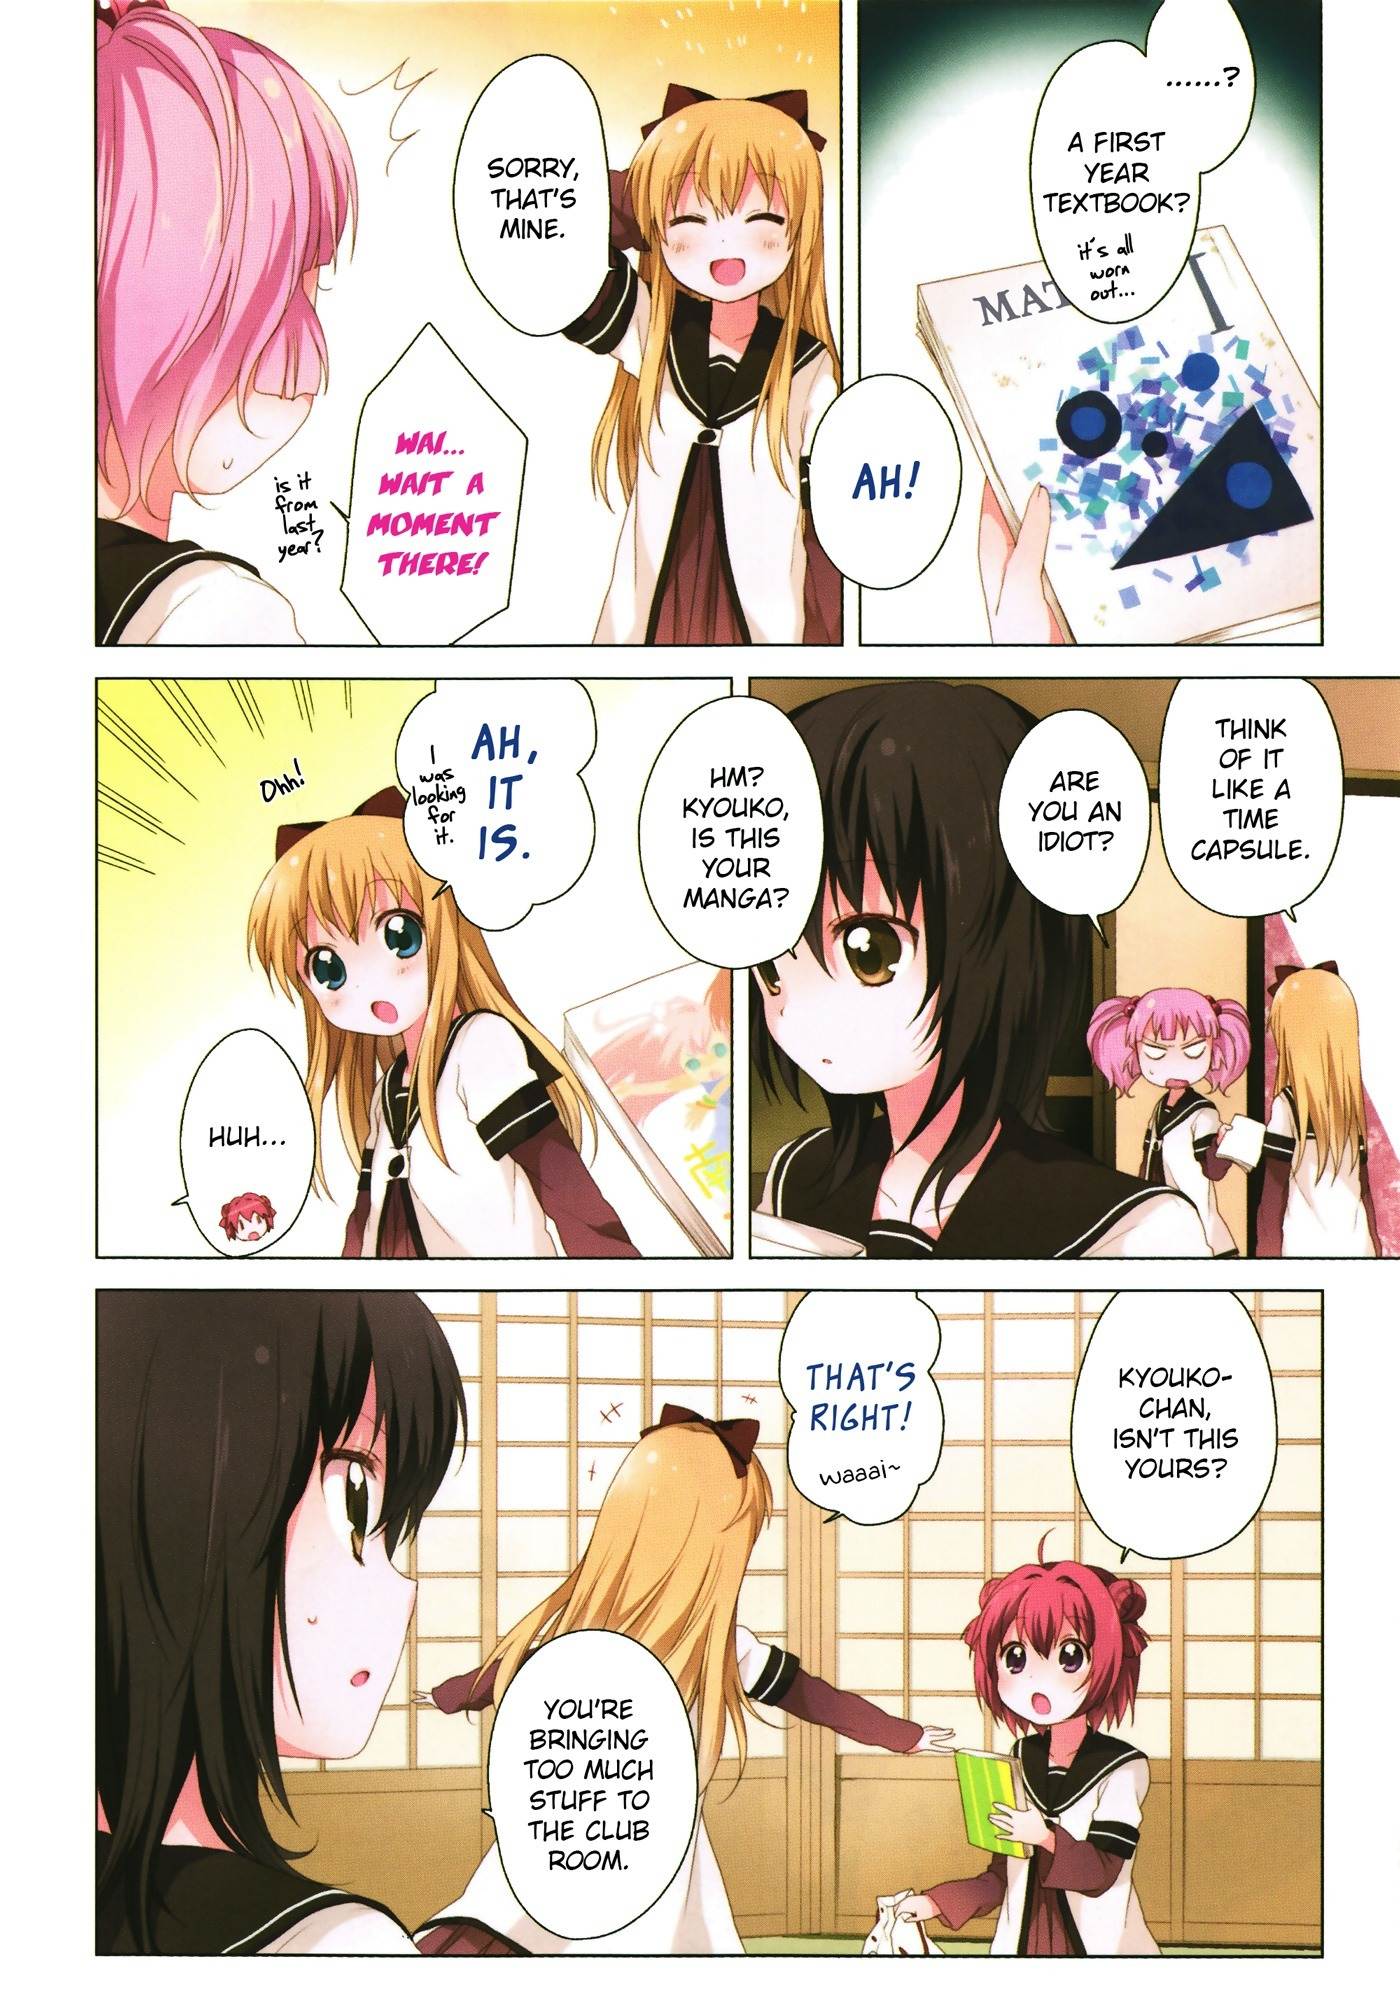 ......?
A FIRST
YEAR
TEXTBOOK?
it's all
worn
out...
MAT
I
AH!
SORRY,
THAT'S
MINE.
WAI...
WAIT A
MOMENT
THERE!
is it
from
last
year?
THINK
OF IT
LIKE A
TIME
CAPSULE.
ARE
YOU AN
IDIOT?
HM?
KYOUKO,
IS THIS
YOUR
MANGA?
AH,
IT
IS.
I
was
looking
for
it.
Ohh!
HUH...
KYOUKO-
CHAN,
ISN'T THIS
YOURS?
THAT'S
RIGHT!
waaai~
YOU'RE
BRINGING
TOO MUCH
STUFF TO
THE CLUB
ROOM.